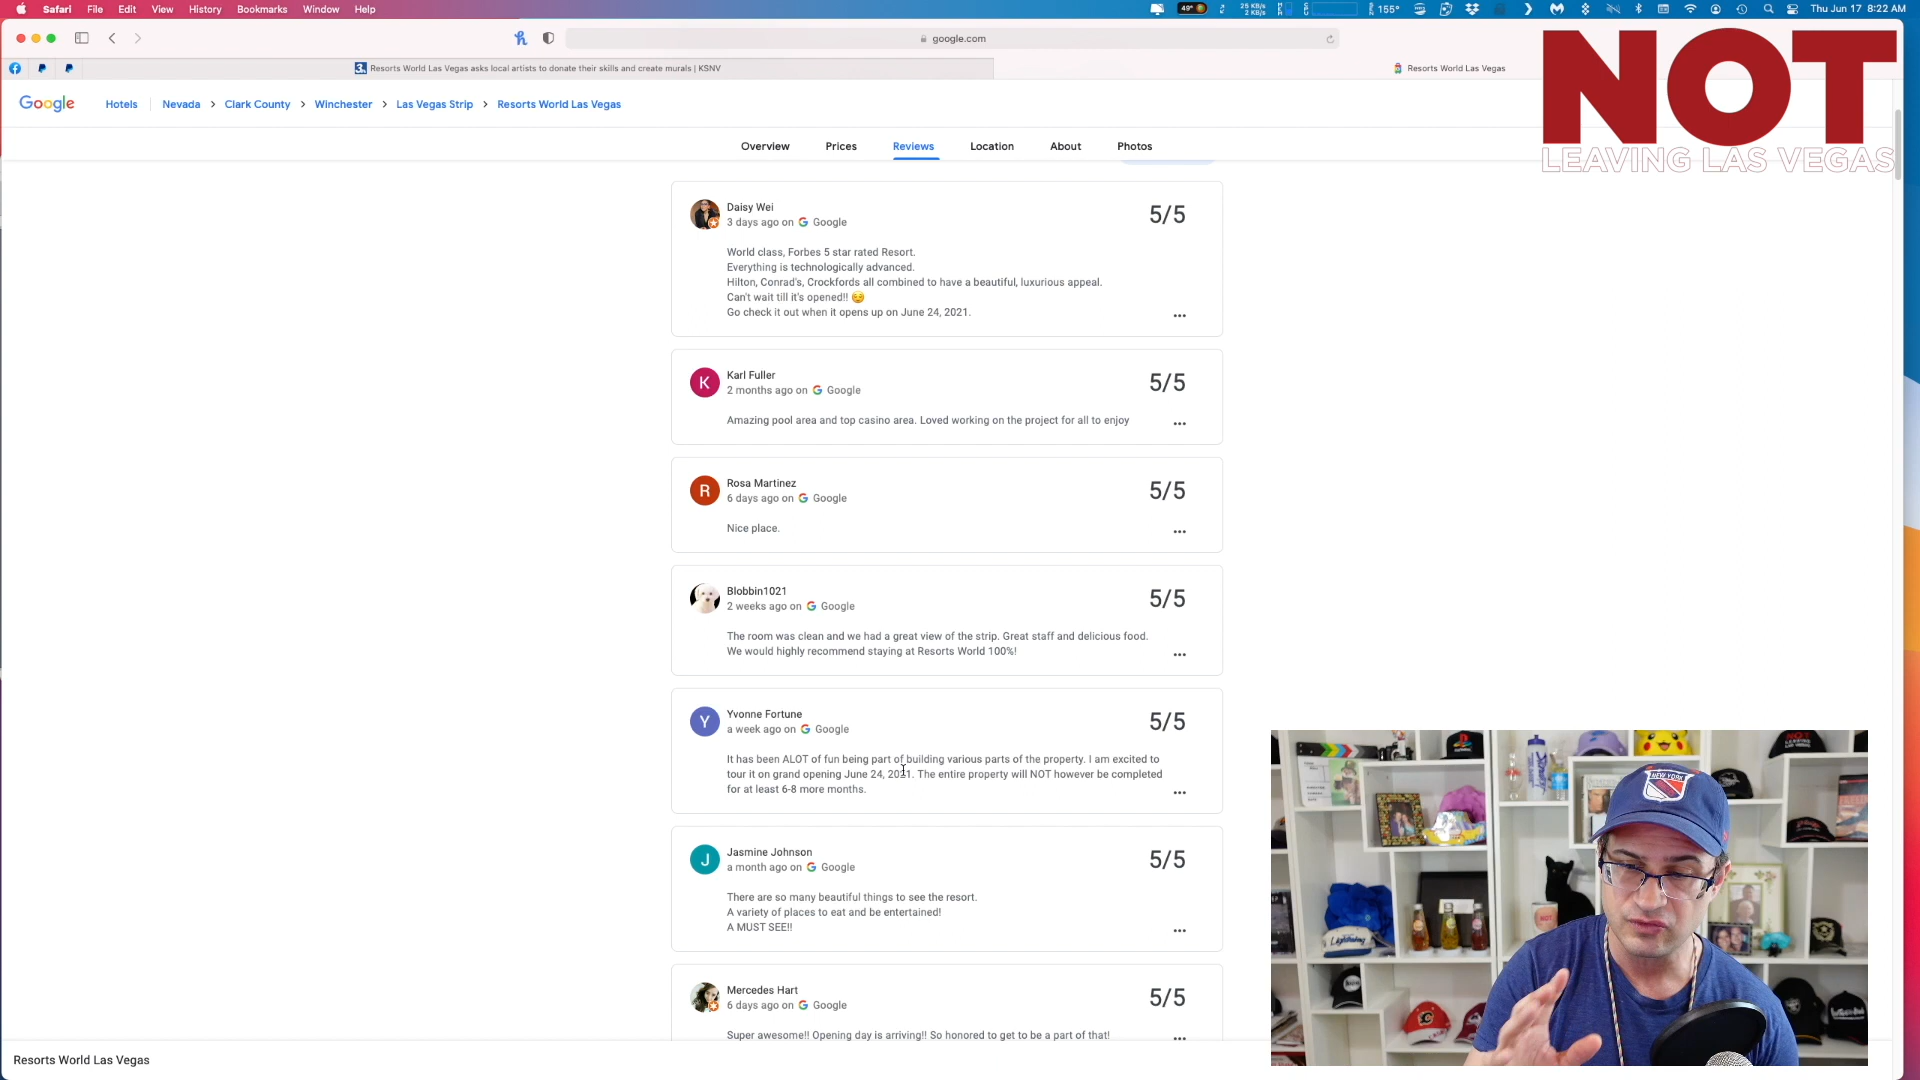 Safari File Edit View History Bookmarks Window Help
49° 25 KB/s 2 KB/s 155° Thu Jun 17 8:22 AM
google.com
Resorts World Las Vegas asks local artists to donate their skills and create murals | KSNV
Resorts World Las Vegas
NOT
LEAVING LAS VEGAS
Google Hotels Nevada > Clark County > Winchester > Las Vegas Strip > Resorts World Las Vegas
Overview Prices Reviews Location About Photos
Daisy Wei
3 days ago on G Google
5/5
World class, Forbes 5 star rated Resort.
Everything is technologically advanced.
Hilton, Conrad's, Crockfords all combined to have a beautiful, luxurious appeal.
Can't wait till it's opened!! 😌
Go check it out when it opens up on June 24, 2021.
K
Karl Fuller
2 months ago on G Google
5/5
Amazing pool area and top casino area. Loved working on the project for all to enjoy
R
Rosa Martinez
6 days ago on G Google
5/5
Nice place.
Blobbin1021
2 weeks ago on G Google
5/5
The room was clean and we had a great view of the strip. Great staff and delicious food.
We would highly recommend staying at Resorts World 100%!
Y
Yvonne Fortune
a week ago on G Google
5/5
It has been ALOT of fun being part of building various parts of the property. I am excited to
tour it on grand opening June 24, 2021. The entire property will NOT however be completed
for at least 6-8 more months.
J
Jasmine Johnson
a month ago on G Google
5/5
There are so many beautiful things to see the resort.
A variety of places to eat and be entertained!
A MUST SEE!!
Mercedes Hart
6 days ago on G Google
5/5
Super awesome!! Opening day is arriving!! So honored to get to be a part of that!
Resorts World Las Vegas
NEW YORK
NOT